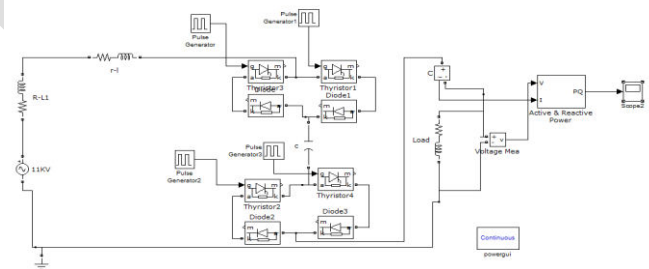 Pulse
Generator
Pulse
Generator1
r-l
R-L1
Thyristor3
Diode
Thyristor1
Diode1
C
PQ
V
I
Active & Reactive
Power
Scope2
Load
Voltage Mea
11KV
c
Pulse
Generator3
Pulse
Generator2
Thyristor2
Thyristor4
Diode2
Diode3
Continuous
powergui